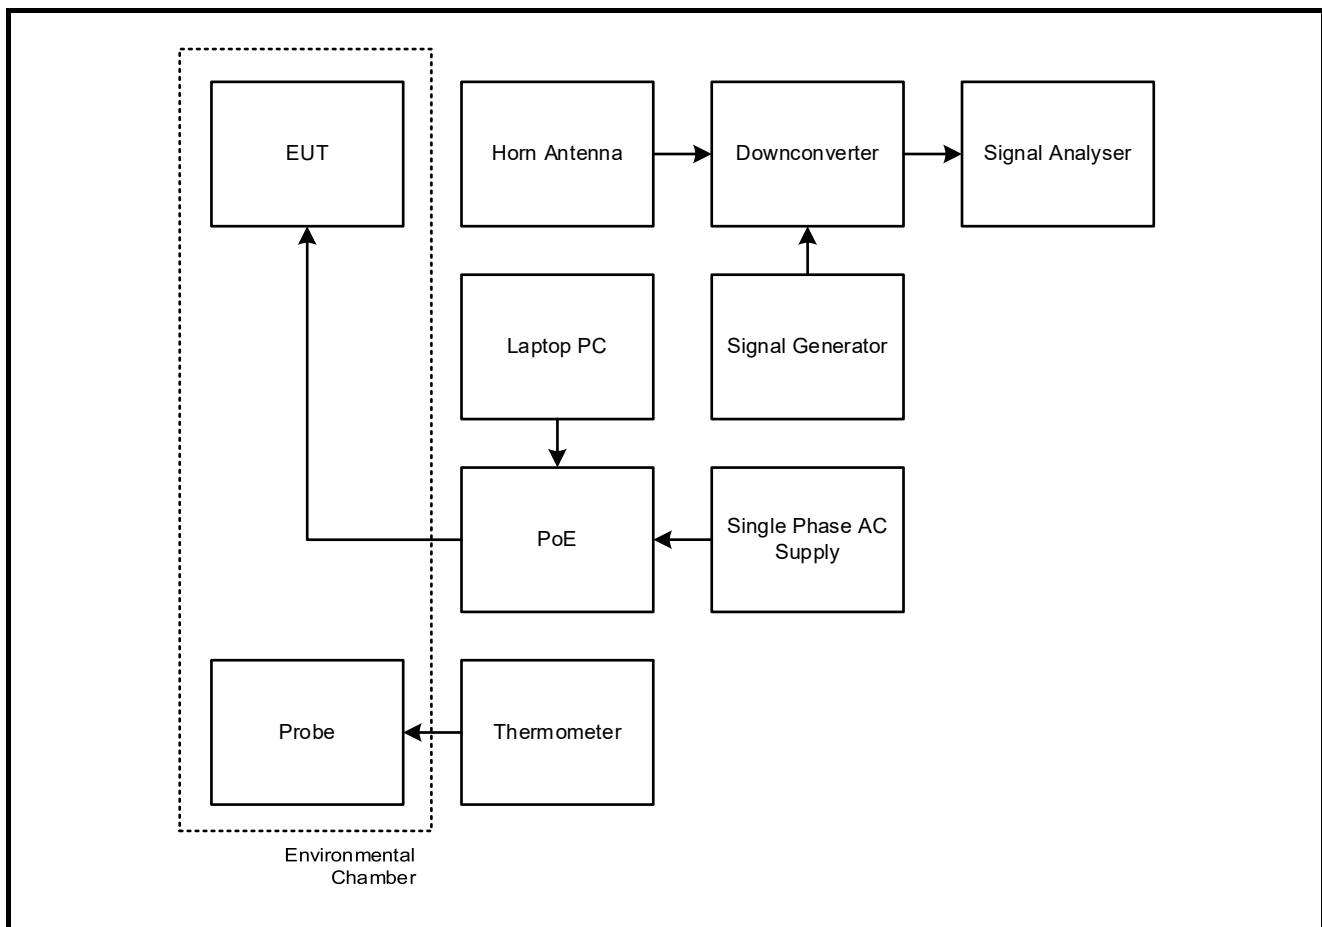 EUT
Horn Antenna
Downconverter
Signal Analyser
Laptop PC
Signal Generator
PoE
Single Phase AC
Supply
Probe
Thermometer
Environmental
Chamber